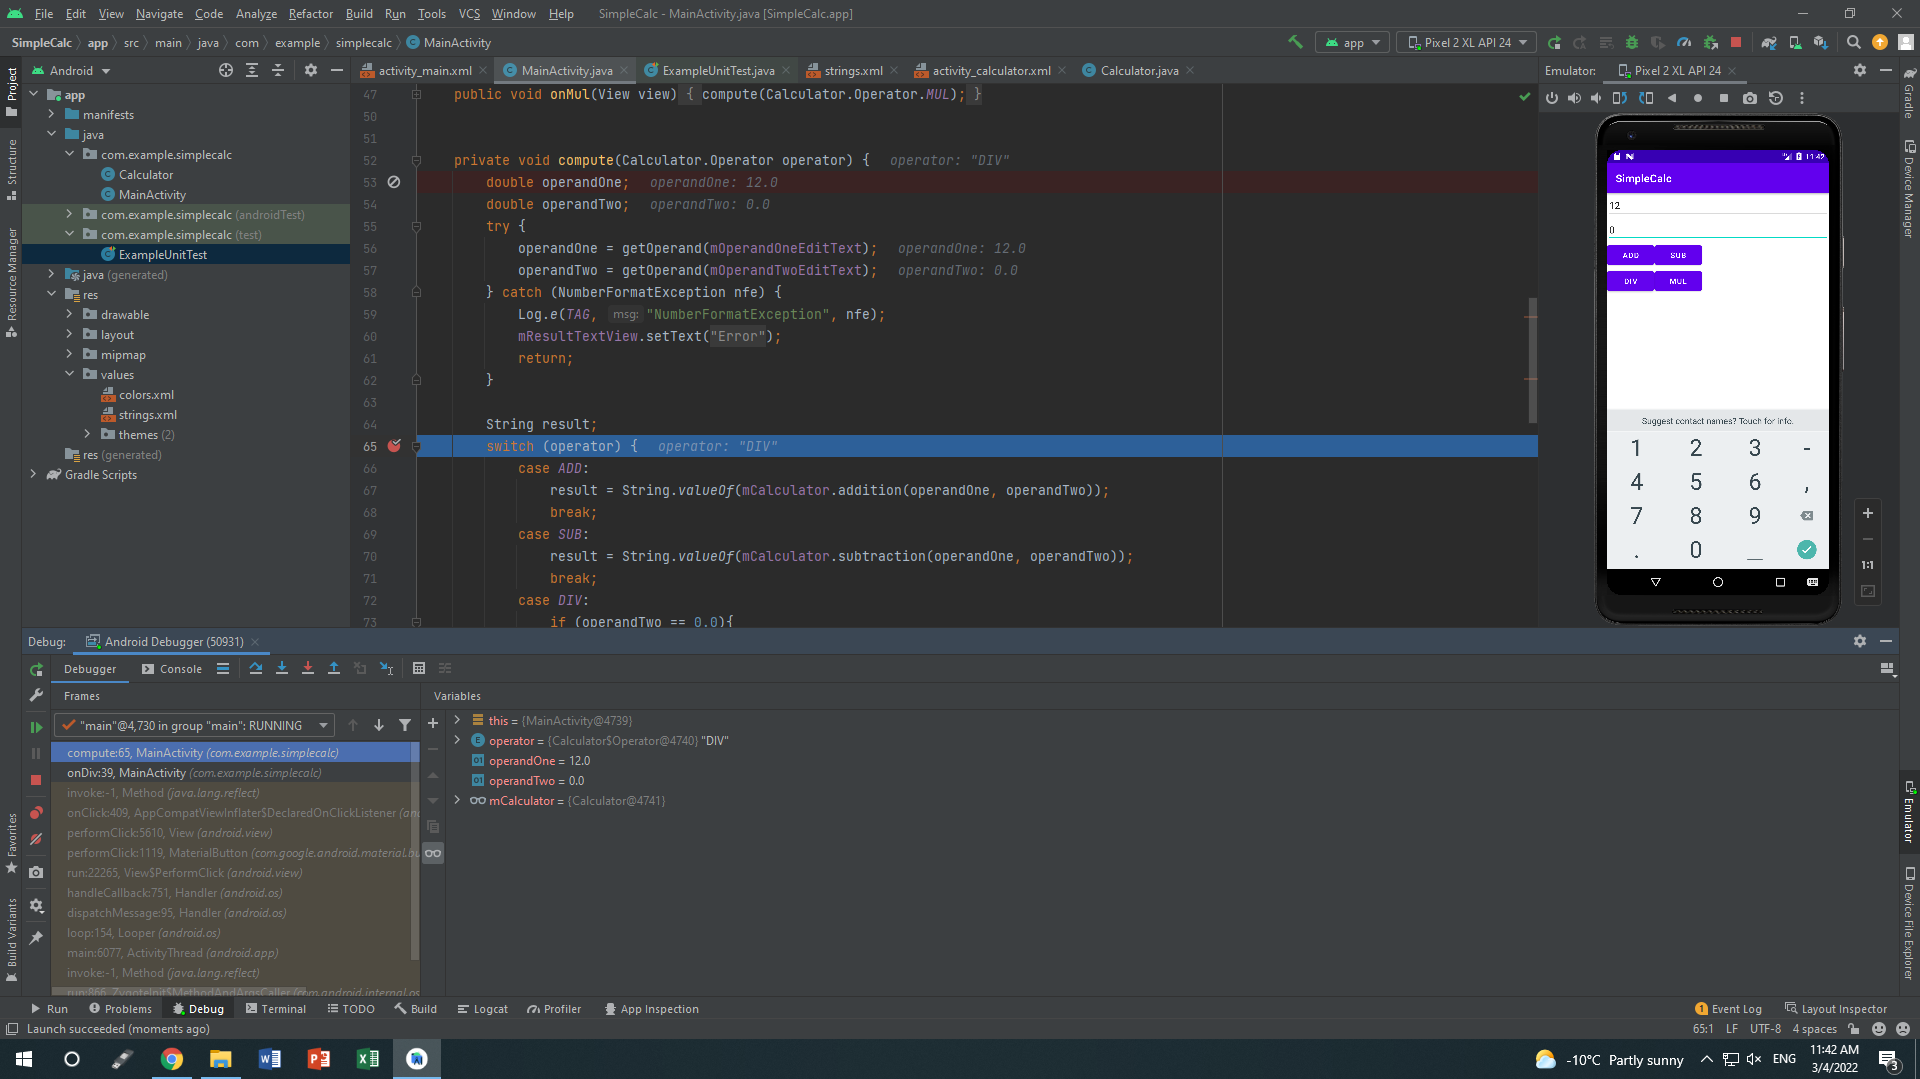 File Edit View Navigate Code Analyze Refactor Build Run Tools VCS Window Help SimpleCalc - MainActivity.java [SimpleCalc.app]
SimpleCalc app src main java com example simplecalc MainActivity app Pixel 2 XL API 24
Android activity_main.xml MainActivity.java ExampleUnitTest.java strings.xml activity_calculator.xml Calculator.java Emulator: Pixel 2 XL API 24
Project
Structure
Resource Manager
Favorites
Build Variants
app
manifests
java
com.example.simplecalc
Calculator
MainActivity
com.example.simplecalc (androidTest)
com.example.simplecalc (test)
ExampleUnitTest
java (generated)
res
drawable
layout
mipmap
values
colors.xml
strings.xml
themes (2)
res (generated)
Gradle Scripts
47 public void onMul(View view) { compute(Calculator.Operator.MUL); }
50
51
52 private void compute(Calculator.Operator operator) { operator: "DIV"
53 double operandOne; operandOne: 12.0
54 double operandTwo; operandTwo: 0.0
55 try {
56 operandOne = getOperand(mOperandOneEditText); operandOne: 12.0
57 operandTwo = getOperand(mOperandTwoEditText); operandTwo: 0.0
58 } catch (NumberFormatException nfe) {
59 Log.e(TAG, msg: "NumberFormatException", nfe);
60 mResultTextView.setText("Error");
61 return;
62 }
63
64 String result;
65 switch (operator) { operator: "DIV"
66 case ADD:
67 result = String.valueOf(mCalculator.addition(operandOne, operandTwo));
68 break;
69 case SUB:
70 result = String.valueOf(mCalculator.subtraction(operandOne, operandTwo));
71 break;
72 case DIV:
73 if (operandTwo == 0.0){
11:42
SimpleCalc
12
0
ADD SUB
DIV MUL
Suggest contact names? Touch for info.
1 2 3 -
4 5 6 ,
7 8 9
. 0 _
1:1
Gradle
Device Manager
Emulator
Device File Explorer
Debug: Android Debugger (50931)
Debugger Console
Frames Variables
"main"@4,730 in group "main": RUNNING
compute:65, MainActivity (com.example.simplecalc)
onDiv:39, MainActivity (com.example.simplecalc)
invoke:-1, Method (java.lang.reflect)
onClick:409, AppCompatViewInflater$DeclaredOnClickListener (an
performClick:5610, View (android.view)
performClick:1119, MaterialButton (com.google.android.material.bu
run:22265, View$PerformClick (android.view)
handleCallback:751, Handler (android.os)
dispatchMessage:95, Handler (android.os)
loop:154, Looper (android.os)
main:6077, ActivityThread (android.app)
invoke:-1, Method (java.lang.reflect)
run:866, ZygoteInit$MethodAndArgsCaller (com.android.internal.os
this = {MainActivity@4739}
operator = {Calculator$Operator@4740} "DIV"
operandOne = 12.0
operandTwo = 0.0
mCalculator = {Calculator@4741}
Run Problems Debug Terminal TODO Build Logcat Profiler App Inspection 1 Event Log Layout Inspector
Launch succeeded (moments ago) 65:1 LF UTF-8 4 spaces
-10°C Partly sunny ENG 11:42 AM
3/4/2022 3